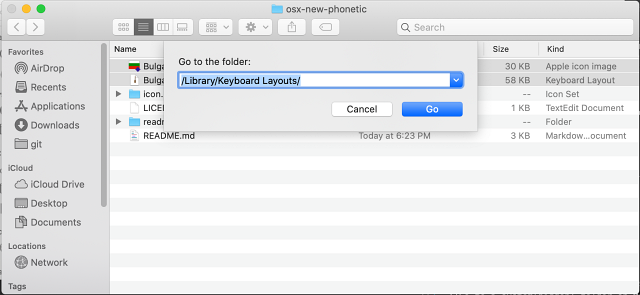 osx-new-phonetic
Search
Favorites
AirDrop
Recents
Applications
Downloads
git
iCloud
iCloud Drive
Desktop
Documents
Locations
Network
Tags
Name
Size
Kind
Go to the folder:
/Library/Keyboard Layouts/
Cancel
Go
Bulga
30 KB
Apple icon image
Bulga
58 KB
Keyboard Layout
icon.
--
Icon Set
LICE
1 KB
TextEdit Document
readm
--
Folder
README.md
Today at 6:23 PM
3 KB
Markdow...ocument